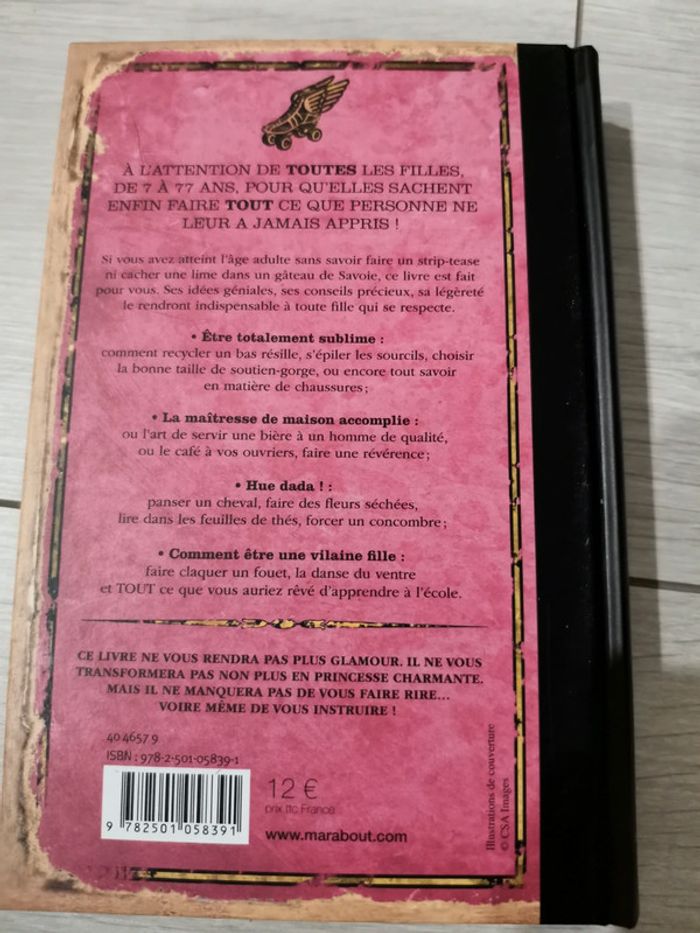 À L'ATTENTION DE TOUTES LES FILLES,
DE 7 À 77 ANS, POUR QU'ELLES SACHENT
ENFIN FAIRE TOUT CE QUE PERSONNE NE
LEUR A JAMAIS APPRIS !
Si vous avez atteint l'âge adulte sans savoir faire un strip-tease
ni cacher une lime dans un gâteau de Savoie, ce livre est fait
pour vous. Ses idées géniales, ses conseils précieux, sa légèreté
le rendront indispensable à toute fille qui se respecte.
• Être totalement sublime :
comment recycler un bas résille, s'épiler les sourcils, choisir
la bonne taille de soutien-gorge, ou encore tout savoir
en matière de chaussures ;
• La maîtresse de maison accomplie :
ou l'art de servir une bière à un homme de qualité,
ou le café à vos ouvriers, faire une révérence ;
• Hue dada ! :
panser un cheval, faire des fleurs séchées,
lire dans les feuilles de thés, forcer un concombre ;
• Comment être une vilaine fille :
faire claquer un fouet, la danse du ventre
et TOUT ce que vous auriez rêvé d'apprendre à l'école.
CE LIVRE NE VOUS RENDRA PAS PLUS GLAMOUR. IL NE VOUS
TRANSFORMERA PAS NON PLUS EN PRINCESSE CHARMANTE.
MAIS IL NE MANQUERA PAS DE VOUS FAIRE RIRE...
VOIRE MÊME DE VOUS INSTRUIRE !
40 4657 9
ISBN : 978-2-501-05839-1
9 782501 058391
12 €
prix ttc France
www.marabout.com
Illustrations de couverture
© CSA Images